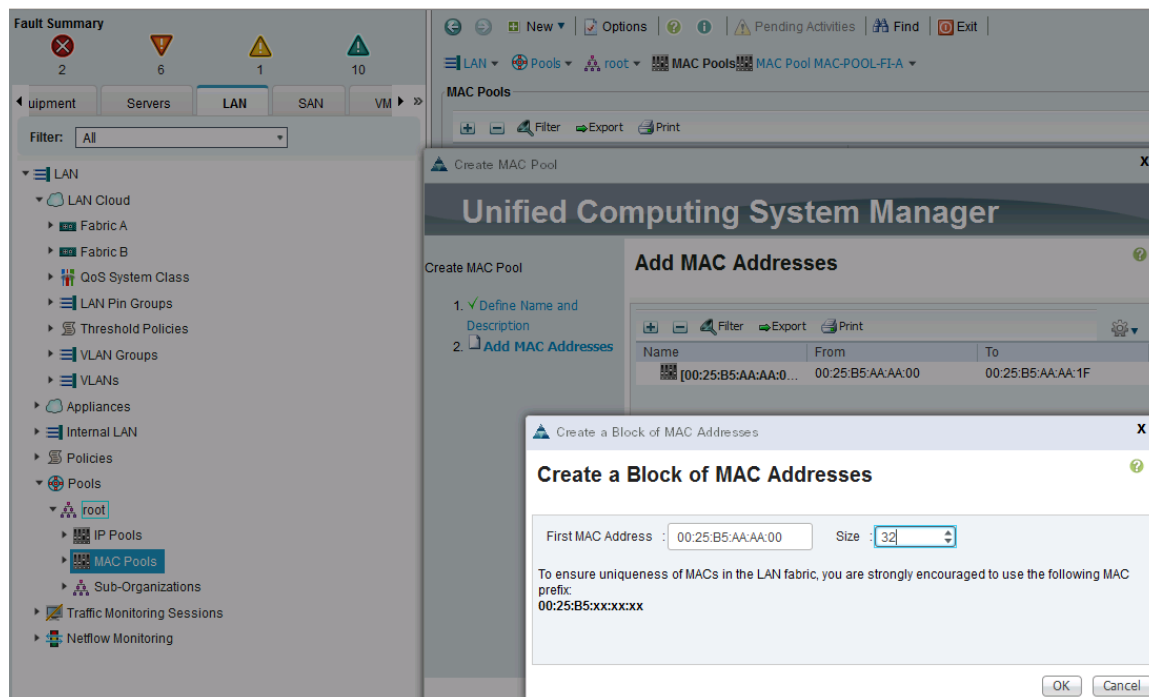 Fault Summary
2 6 1 10
New Options Pending Activities Find Exit
LAN Pools root MAC Pools MAC Pool MAC-POOL-FI-A
uipment Servers LAN SAN VM »
Filter: All
MAC Pools
Filter Export Print
LAN
LAN Cloud
Fabric A
Fabric B
QoS System Class
LAN Pin Groups
Threshold Policies
VLAN Groups
VLANs
Appliances
Internal LAN
Policies
Pools
root
IP Pools
MAC Pools
Sub-Organizations
Traffic Monitoring Sessions
Netflow Monitoring
Create MAC Pool X
Unified Computing System Manager
Create MAC Pool
1. Define Name and
Description
2. Add MAC Addresses
Add MAC Addresses
Filter Export Print
Name From To
[00:25:B5:AA:AA:0... 00:25:B5:AA:AA:00 00:25:B5:AA:AA:1F
Create a Block of MAC Addresses X
Create a Block of MAC Addresses
First MAC Address : 00:25:B5:AA:AA:00 Size : 32
To ensure uniqueness of MACs in the LAN fabric, you are strongly encouraged to use the following MAC
prefix:
00:25:B5:xx:xx:xx
OK Cancel